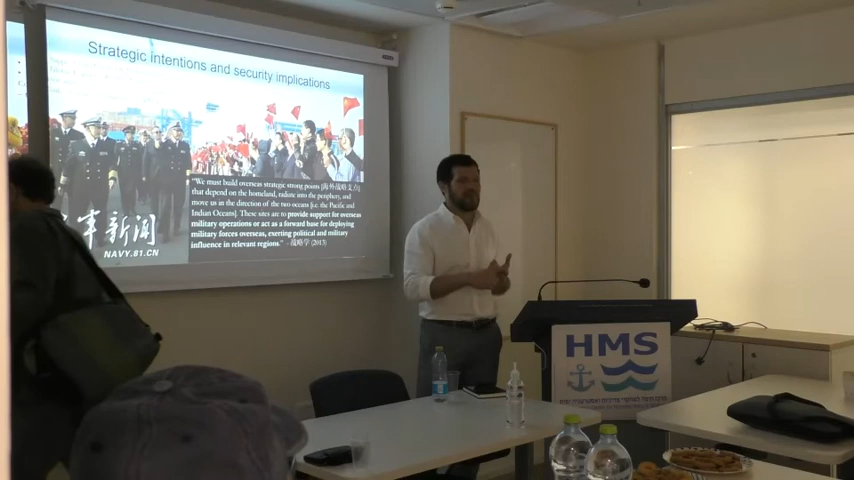 Strategic intentions and security implications
"We must build overseas strategic strong points [海外战略支点]
that depend on the homeland, radiate into the periphery, and
move us in the direction of the two oceans [i.e. the Pacific and
Indian Oceans]. These sites are to provide support for overseas
military operations or act as a forward base for deploying
military forces overseas, exerting political and military
influence in relevant regions." –战略学 (2013)
军新闻
NAVY.81.CN
HMS